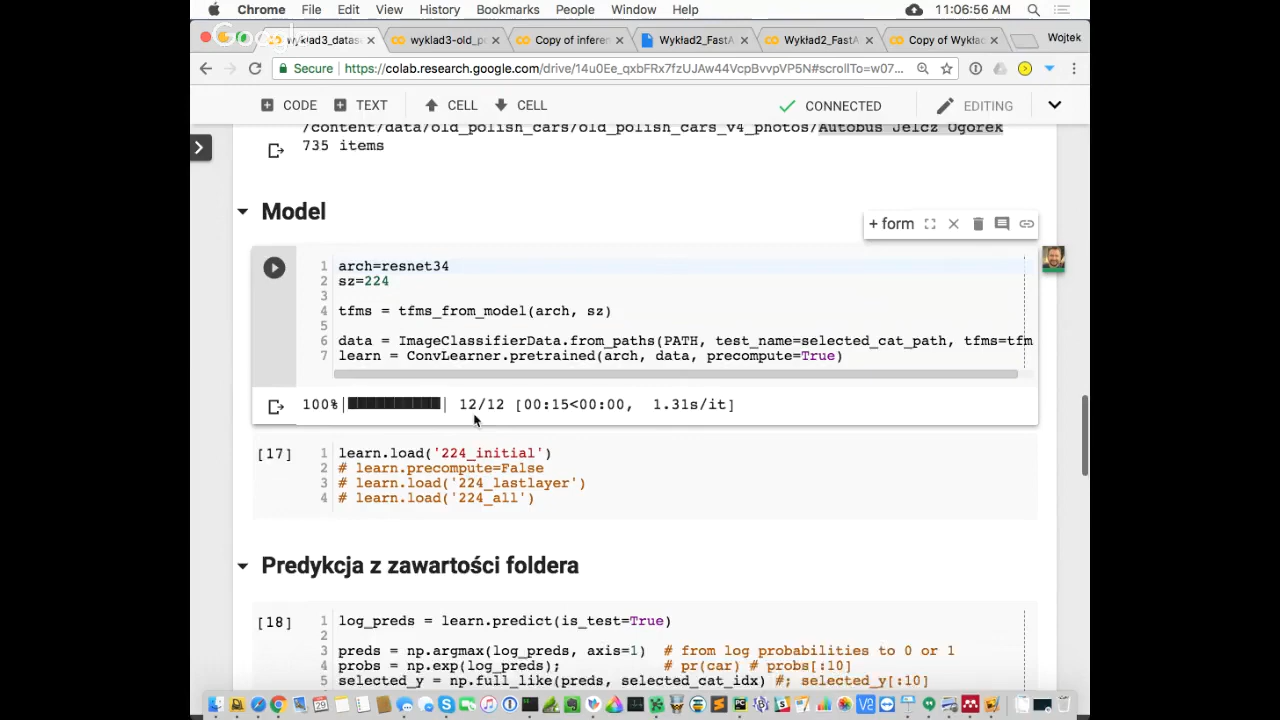 Chrome File Edit View History Bookmarks People Window Help 11:06:56 AM
wyklad3_datase wyklad3-old_po Copy of inferen Wykład2_FastA Wykład2_FastA Copy of Wykła Wojtek
Secure https://colab.research.google.com/drive/14u0Ee_qxbFRx7fzUJAw44VcpBvvpVP5N#scrollTo=w07...
CODE TEXT CELL CELL CONNECTED EDITING
/content/data/old_polish_cars/old_polish_cars_v4_photos/Autobus Jelcz Ogorek
735 items
Model
+ form
1 arch=resnet34
2 sz=224
3
4 tfms = tfms_from_model(arch, sz)
5
6 data = ImageClassifierData.from_paths(PATH, test_name=selected_cat_path, tfms=tfm
7 learn = ConvLearner.pretrained(arch, data, precompute=True)
100%|██████████| 12/12 [00:15<00:00, 1.31s/it]
[17] 1 learn.load('224_initial')
2 # learn.precompute=False
3 # learn.load('224_lastlayer')
4 # learn.load('224_all')
Predykcja z zawartości foldera
[18] 1 log_preds = learn.predict(is_test=True)
2
3 preds = np.argmax(log_preds, axis=1) # from log probabilities to 0 or 1
4 probs = np.exp(log_preds); # pr(car) # probs[:10]
5 selected_y = np.full_like(preds, selected_cat_idx) #; selected_y[:10]